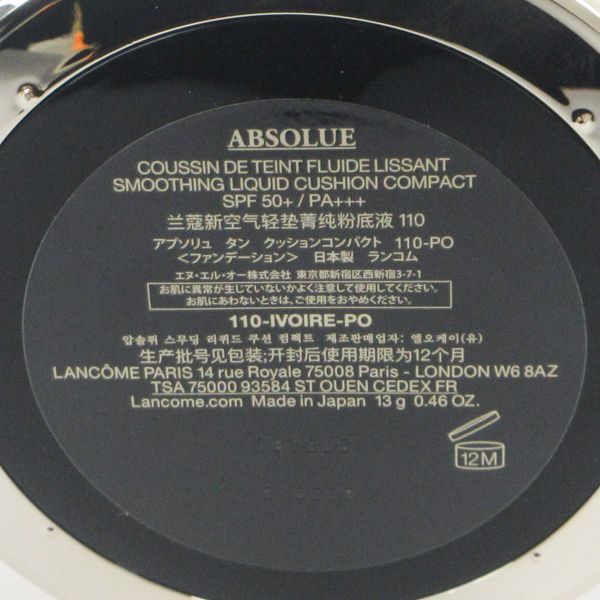 ABSOLUE
COUSSIN DE TEINT FLUIDE LISSANT
SMOOTHING LIQUID CUSHION COMPACT
SPF 50+ / PA+++
兰蔻新空气轻垫菁纯粉底液 110
アプソリュ タン クッションコンパクト 110-PO
<ファンデーション> 日本製 ランコム
エヌ・エル・オー株式会社 東京都新宿区西新宿3-7-1
お肌に異常が生じていないかよく注意して使用してください。
お肌にあわないときは、ご使用をおやめください。
110-IVOIRE-PO
압솔뤼 스무딩 리퀴드 쿠션 컴팩트 제조판매업자: 엘오케이(유)
生产批号见包装;开封后使用期限为12个月
LANCÔME PARIS 14 rue Royale 75008 Paris - LONDON W6 8AZ
TSA 75000 93584 ST OUEN CEDEX FR
Lancome.com Made in Japan 13 g 0.46 OZ.
12M